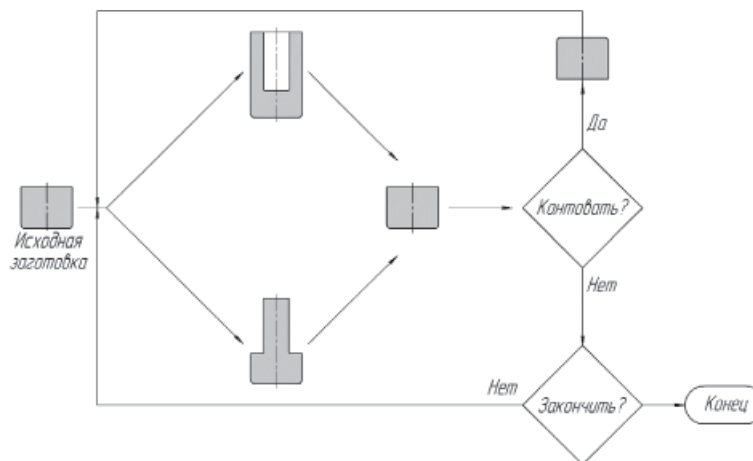 Да
Кантовать?
Исходная
заготовка
Нет
Нет
Закончить?
Конец